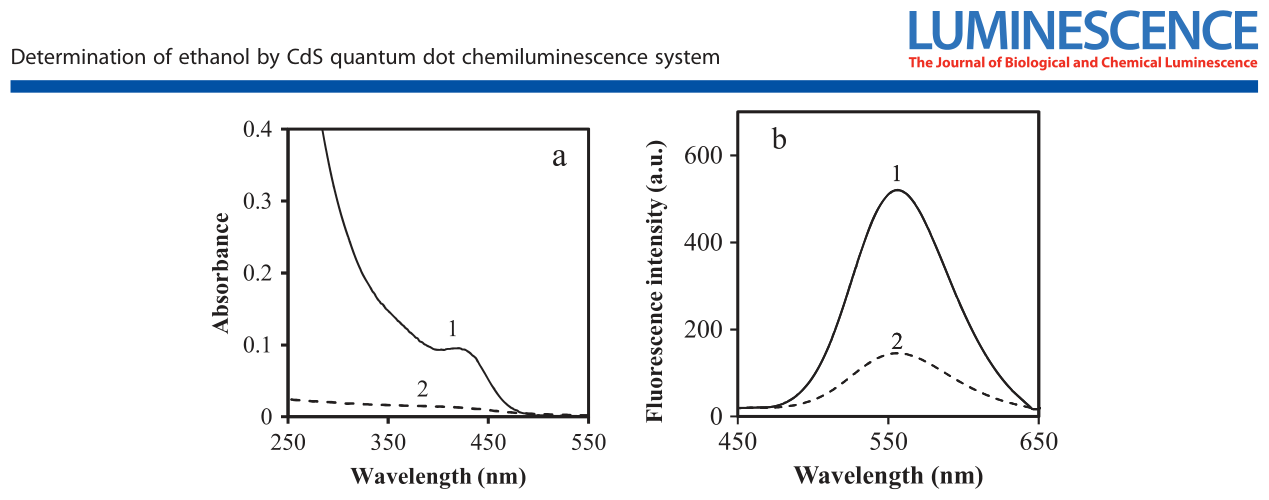 LUMINESCENCE
Determination of ethanol by CdS quantum dot chemiluminescence system
The Journal of Biological and Chemical Luminescence
a
0.4
0.3
0.2
0.1
0
1
2
250 350 450 550
Absorbance
Wavelength (nm)
b
600
400
200
0
1
2
450 550 650
Fluorescence intensity (a.u.)
Wavelength (nm)